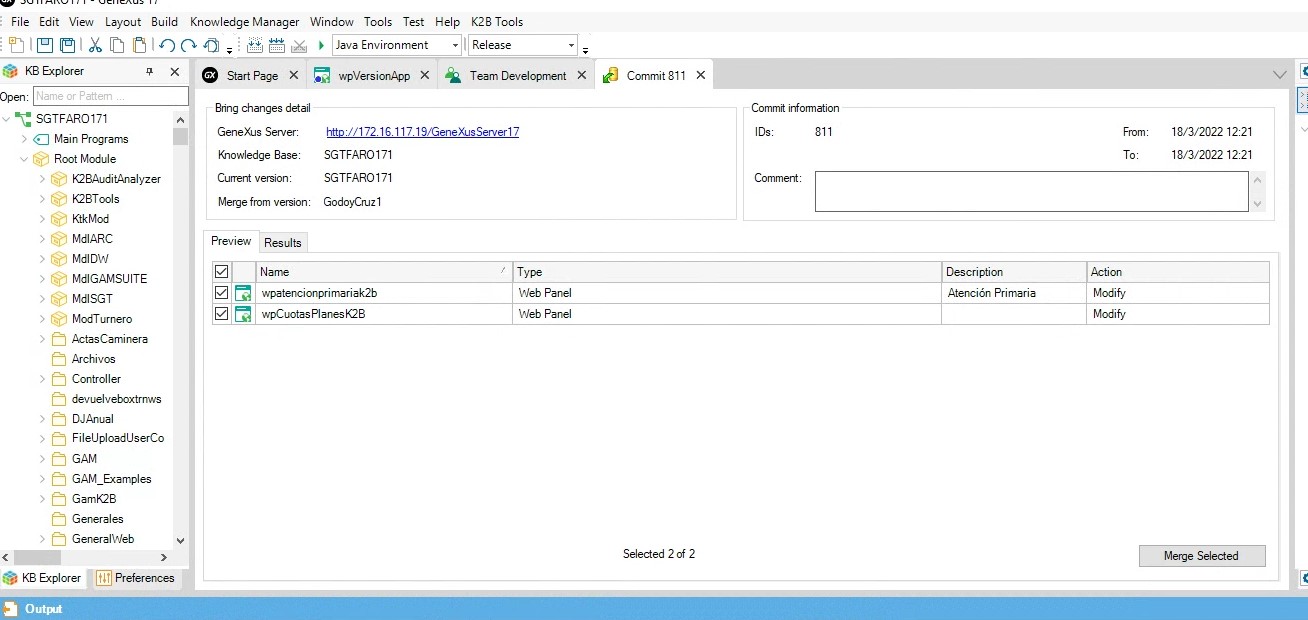 SGTFARO171 - GeneXus 17
File Edit View Layout Build Knowledge Manager Window Tools Test Help K2B Tools
Java Environment Release
KB Explorer
Start Page wpVersionApp Team Development Commit 811
Open: Name or Pattern ...
SGTFARO171
Main Programs
Root Module
K2BAuditAnalyzer
K2BTools
KtkMod
MdlARC
MdlDW
MdlGAMSUITE
MdlSGT
ModTurnero
ActasCaminera
Archivos
Controller
devuelveboxtrnws
DJAnual
FileUploadUserCo
GAM
GAM_Examples
GamK2B
Generales
GeneralWeb
KB Explorer Preferences
Bring changes detail
GeneXus Server: http://172.16.117.19/GeneXusServer17
Knowledge Base: SGTFARO171
Current version: SGTFARO171
Merge from version: GodoyCruz1
Commit information
IDs: 811 From: 18/3/2022 12:21
To: 18/3/2022 12:21
Comment:
Preview Results
Name Type Description Action
wpatencionprimariak2b Web Panel Atención Primaria Modify
wpCuotasPlanesK2B Web Panel Modify
Selected 2 of 2
Merge Selected
Output